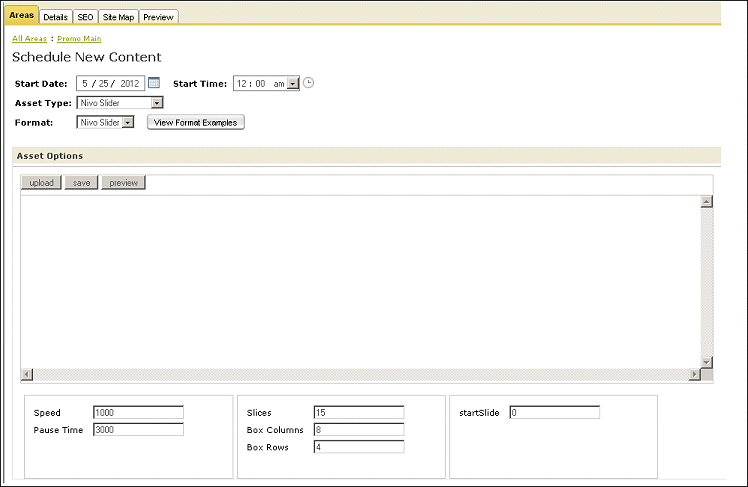 Areas Details SEO Site Map Preview
All Areas : Promo Main
Schedule New Content
Start Date: 5 / 25 / 2012 Start Time: 12 : 00 am
Asset Type: Nivo Slider
Format: Nivo Slider View Format Examples
Asset Options
upload save preview
Speed 1000 Slices 15 startSlide 0
Pause Time 3000 Box Columns 8
Box Rows 4